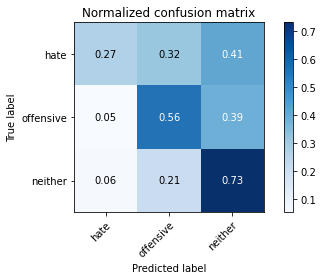 Normalized confusion matrix
True label
hate
0.27 0.32 0.41
offensive
0.05 0.56 0.39
neither
0.06 0.21 0.73
hate offensive neither
Predicted label
0.7
0.6
0.5
0.4
0.3
0.2
0.1